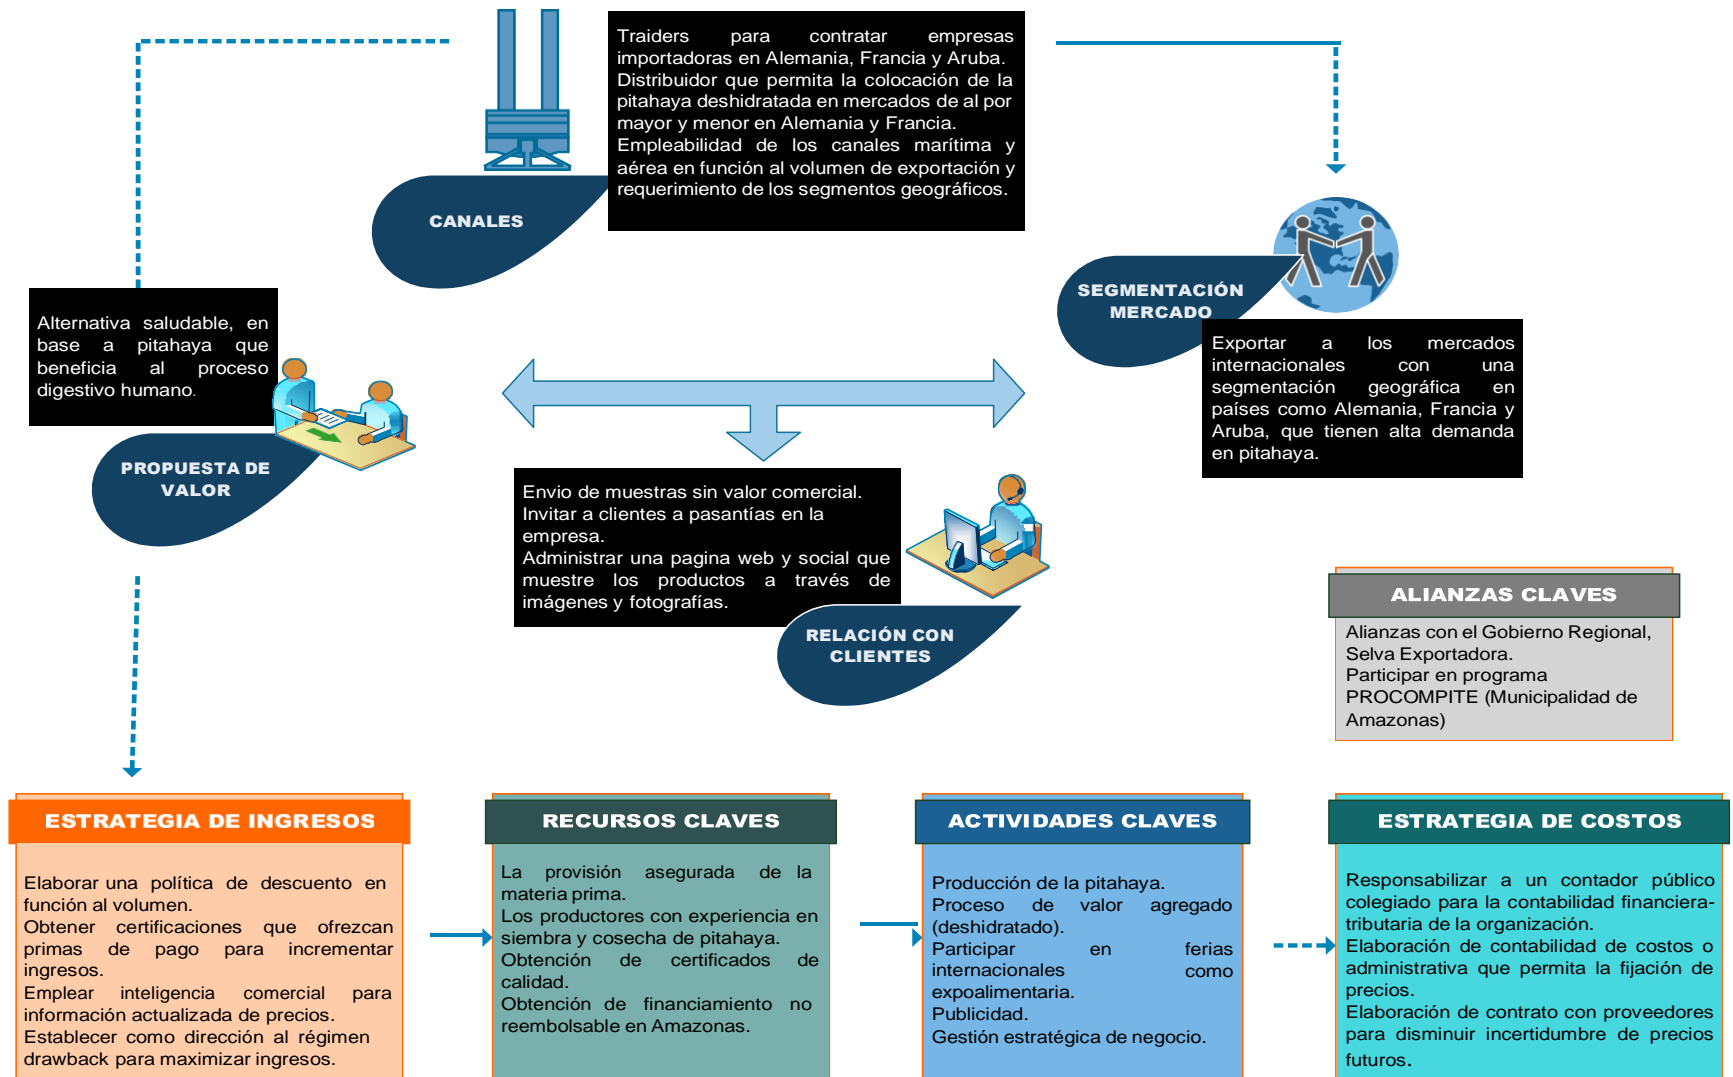 Traiders para contratar empresas
importadoras en Alemania, Francia y Aruba.
Distribuidor que permita la colocación de la
pitahaya deshidratada en mercados de al por
mayor y menor en Alemania y Francia.
Empleabilidad de los canales marítima y
aérea en función al volumen de exportación y
requerimiento de los segmentos geográficos.
CANALES
SEGMENTACIÓN
MERCADO
Exportar a los mercados
internacionales con una
segmentación geográfica en
países como Alemania, Francia y
Aruba, que tienen alta demanda
en pitahaya.
Alternativa saludable, en
base a pitahaya que
beneficia al proceso
digestivo humano.
PROPUESTA DE
VALOR
Envio de muestras sin valor comercial.
Invitar a clientes a pasantías en la
empresa.
Administrar una pagina web y social que
muestre los productos a través de
imágenes y fotografías.
RELACIÓN CON
CLIENTES
ALIANZAS CLAVES
Alianzas con el Gobierno Regional,
Selva Exportadora.
Participar en programa
PROCOMPITE (Municipalidad de
Amazonas)
ESTRATEGIA DE INGRESOS
Elaborar una política de descuento en
función al volumen.
Obtener certificaciones que ofrezcan
primas de pago para incrementar
ingresos.
Emplear inteligencia comercial para
información actualizada de precios.
Establecer como dirección al régimen
drawback para maximizar ingresos.
RECURSOS CLAVES
La provisión asegurada de la
materia prima.
Los productores con experiencia en
siembra y cosecha de pitahaya.
Obtención de certificados de
calidad.
Obtención de financiamiento no
reembolsable en Amazonas.
ACTIVIDADES CLAVES
Producción de la pitahaya.
Proceso de valor agregado
(deshidratado).
Participar en ferias
internacionales como
expoalimentaria.
Publicidad.
Gestión estratégica de negocio.
ESTRATEGIA DE COSTOS
Responsabilizar a un contador público
colegiado para la contabilidad financiera-
tributaria de la organización.
Elaboración de contabilidad de costos o
administrativa que permita la fijación de
precios.
Elaboración de contrato con proveedores
para disminuir incertidumbre de precios
futuros.